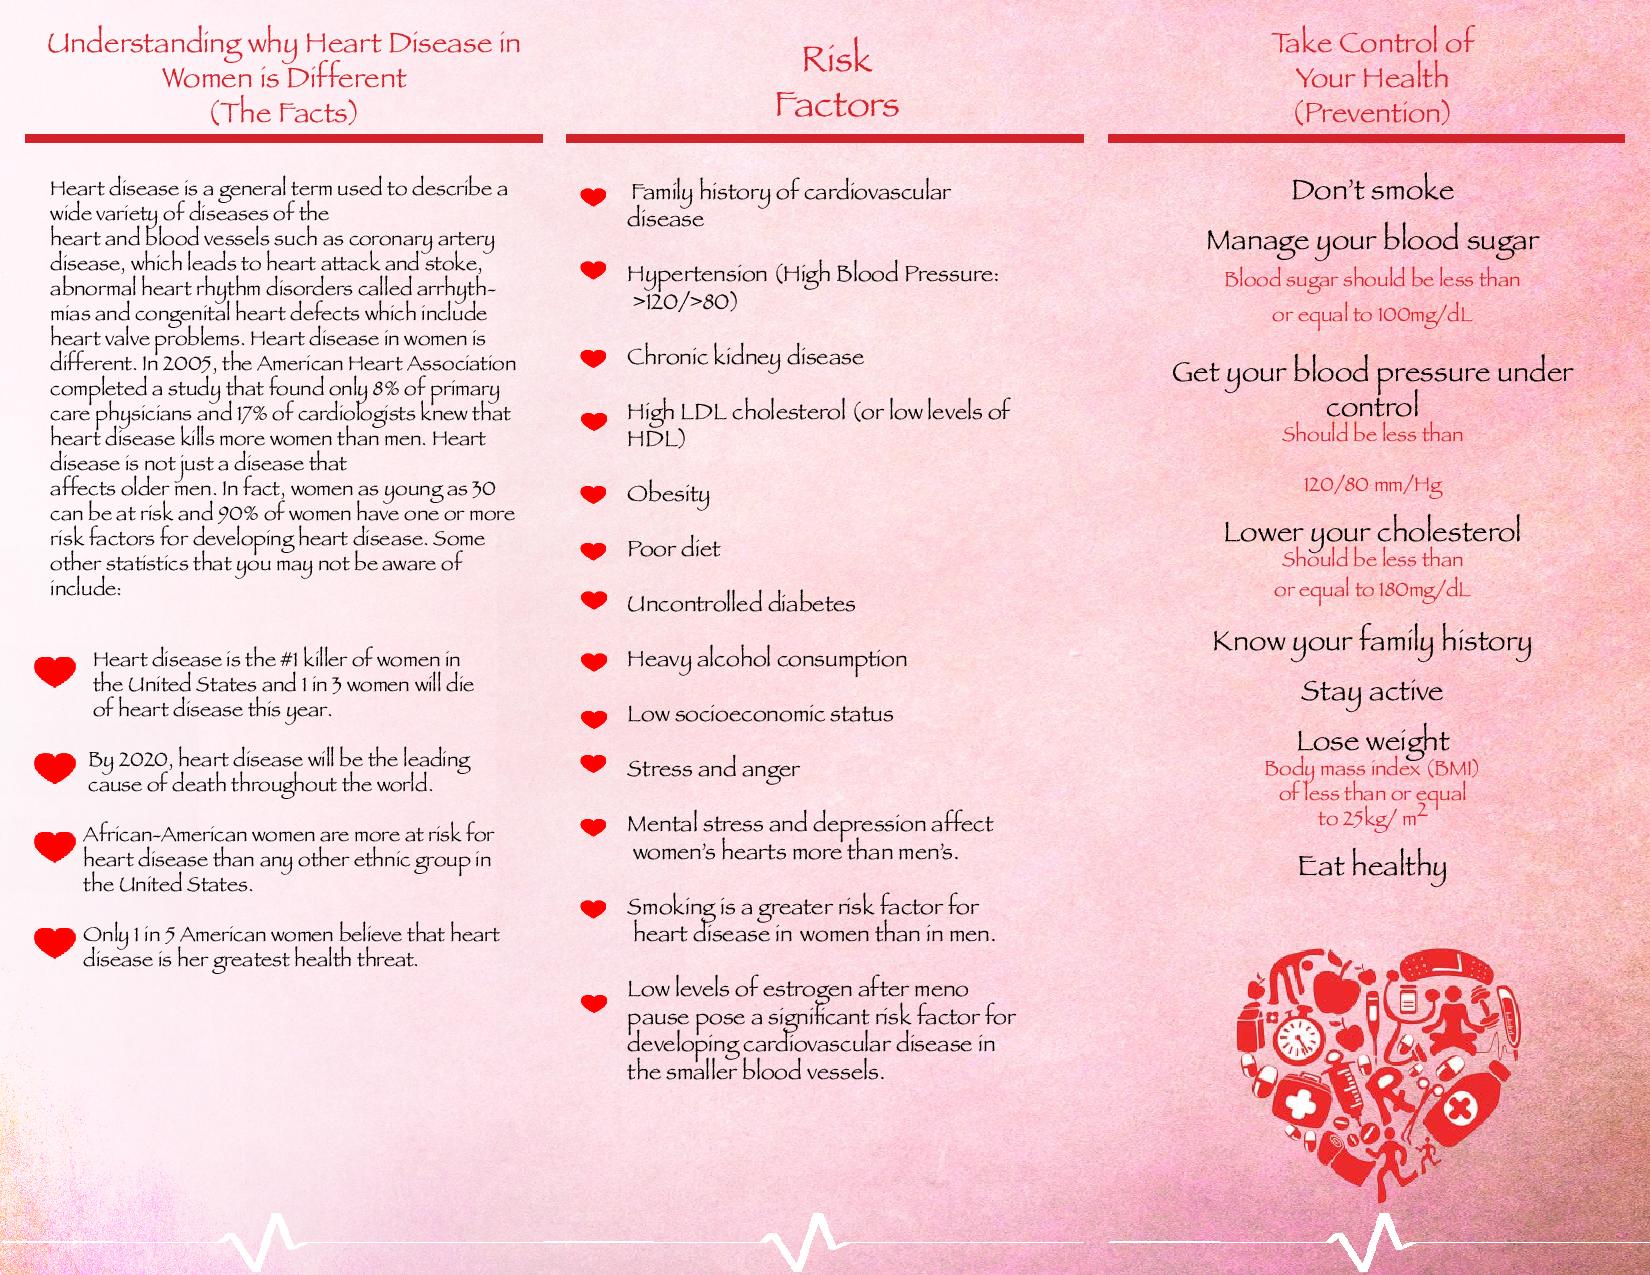 Understanding why Heart Disease in
Women is Different
(The Facts)
Heart disease is a general term used to describe a
wide variety of diseases of the
heart and blood vessels such as coronary artery
disease, which leads to heart attack and stoke,
abnormal heart rhythm disorders called arrhyth-
mias and congenital heart defects which include
heart valve problems. Heart disease in women is
different. In 2005, the American Heart Association
completed a study that found only 8% of primary
care physicians and 17% of cardiologists knew that
heart disease kills more women than men. Heart
disease is not just a disease that
affects older men. In fact, women as young as 30
can be at risk and 90% of women have one or more
risk factors for developing heart disease. Some
other statistics that you may not be aware of
include:
Heart disease is the #1 killer of women in
the United States and 1 in 3 women will die
of heart disease this year.
By 2020, heart disease will be the leading
cause of death throughout the world.
African-American women are more at risk for
heart disease than any other ethnic group in
the United States.
Only 1 in 5 American women believe that heart
disease is her greatest health threat.
Risk
Factors
Family history of cardiovascular
disease
Hypertension (High Blood Pressure:
>120/>80)
Chronic kidney disease
High LDL cholesterol (or low levels of
HDL)
Obesity
Poor diet
Uncontrolled diabetes
Heavy alcohol consumption
Low socioeconomic status
Stress and anger
Mental stress and depression affect
women's hearts more than men's.
Smoking is a greater risk factor for
heart disease in women than in men.
Low levels of estrogen after meno
pause pose a significant risk factor for
developing cardiovascular disease in
the smaller blood vessels.
Take Control of
Your Health
(Prevention)
Don't smoke
Manage your blood sugar
Blood sugar should be less than
or equal to 100mg/dL
Get your blood pressure under
control
Should be less than
120/80 mm/Hg
Lower your cholesterol
Should be less than
or equal to 180mg/dL
Know your family history
Stay active
Lose weight
Body mass index (BMI)
of less than or equal
to 25kg/ m2
Eat healthy